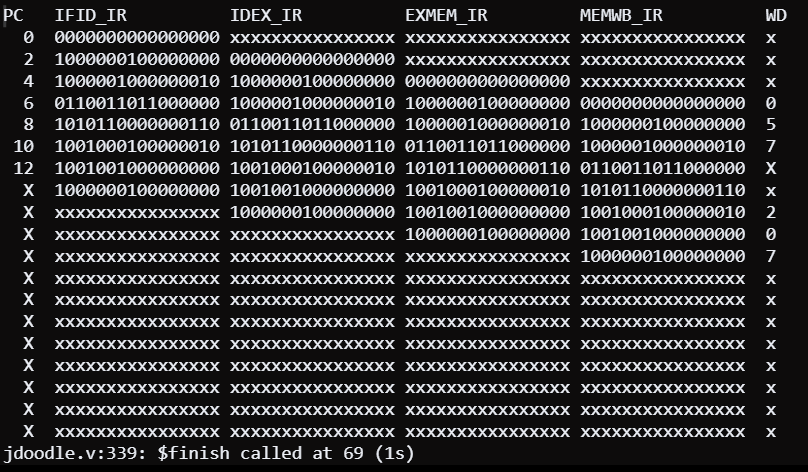 PC IFID_IR IDEX_IR EXMEM_IR MEMWB_IR WD
0 0000000000000000 xxxxxxxxxxxxxxxx xxxxxxxxxxxxxxxx xxxxxxxxxxxxxxxx x
2 1000000100000000 0000000000000000 xxxxxxxxxxxxxxxx xxxxxxxxxxxxxxxx x
4 1000001000000010 1000000100000000 0000000000000000 xxxxxxxxxxxxxxxx x
6 0110011011000000 1000001000000010 1000000100000000 0000000000000000 0
8 1010110000000110 0110011011000000 1000001000000010 1000000100000000 5
10 1001000100000010 1010110000000110 0110011011000000 1000001000000010 7
12 1001001000000000 1001000100000010 1010110000000110 0110011011000000 X
X 1000000100000000 1001001000000000 1001000100000010 1010110000000110 x
X xxxxxxxxxxxxxxxx 1000000100000000 1001001000000000 1001000100000010 2
X xxxxxxxxxxxxxxxx xxxxxxxxxxxxxxxx 1000000100000000 1001001000000000 0
X xxxxxxxxxxxxxxxx xxxxxxxxxxxxxxxx xxxxxxxxxxxxxxxx 1000000100000000 7
X xxxxxxxxxxxxxxxx xxxxxxxxxxxxxxxx xxxxxxxxxxxxxxxx xxxxxxxxxxxxxxxx x
X xxxxxxxxxxxxxxxx xxxxxxxxxxxxxxxx xxxxxxxxxxxxxxxx xxxxxxxxxxxxxxxx x
X xxxxxxxxxxxxxxxx xxxxxxxxxxxxxxxx xxxxxxxxxxxxxxxx xxxxxxxxxxxxxxxx x
X xxxxxxxxxxxxxxxx xxxxxxxxxxxxxxxx xxxxxxxxxxxxxxxx xxxxxxxxxxxxxxxx x
X xxxxxxxxxxxxxxxx xxxxxxxxxxxxxxxx xxxxxxxxxxxxxxxx xxxxxxxxxxxxxxxx x
X xxxxxxxxxxxxxxxx xxxxxxxxxxxxxxxx xxxxxxxxxxxxxxxx xxxxxxxxxxxxxxxx x
X xxxxxxxxxxxxxxxx xxxxxxxxxxxxxxxx xxxxxxxxxxxxxxxx xxxxxxxxxxxxxxxx x
X xxxxxxxxxxxxxxxx xxxxxxxxxxxxxxxx xxxxxxxxxxxxxxxx xxxxxxxxxxxxxxxx x
jdoodle.v:339: $finish called at 69 (1s)